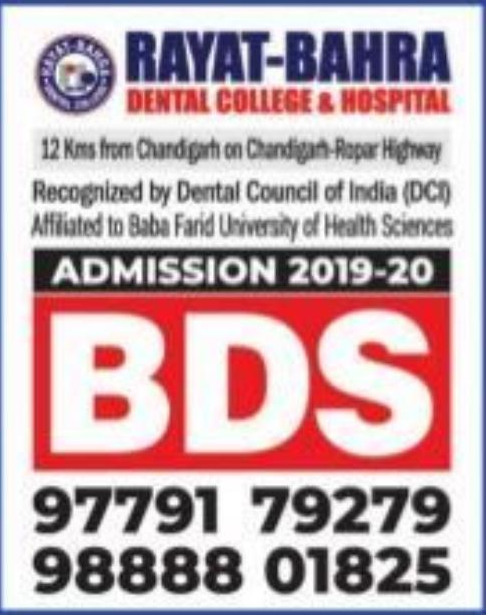 RAYAT-BAHRA
DENTAL COLLEGE & HOSPITAL
12 Kms from Chandigarh on Chandigarh-Ropar Highway
Recognized by Dental Council of India (DCI)
Affiliated to Baba Farid University of Health Sciences
ADMISSION 2019-20
BDS
97791 79279
98888 01825